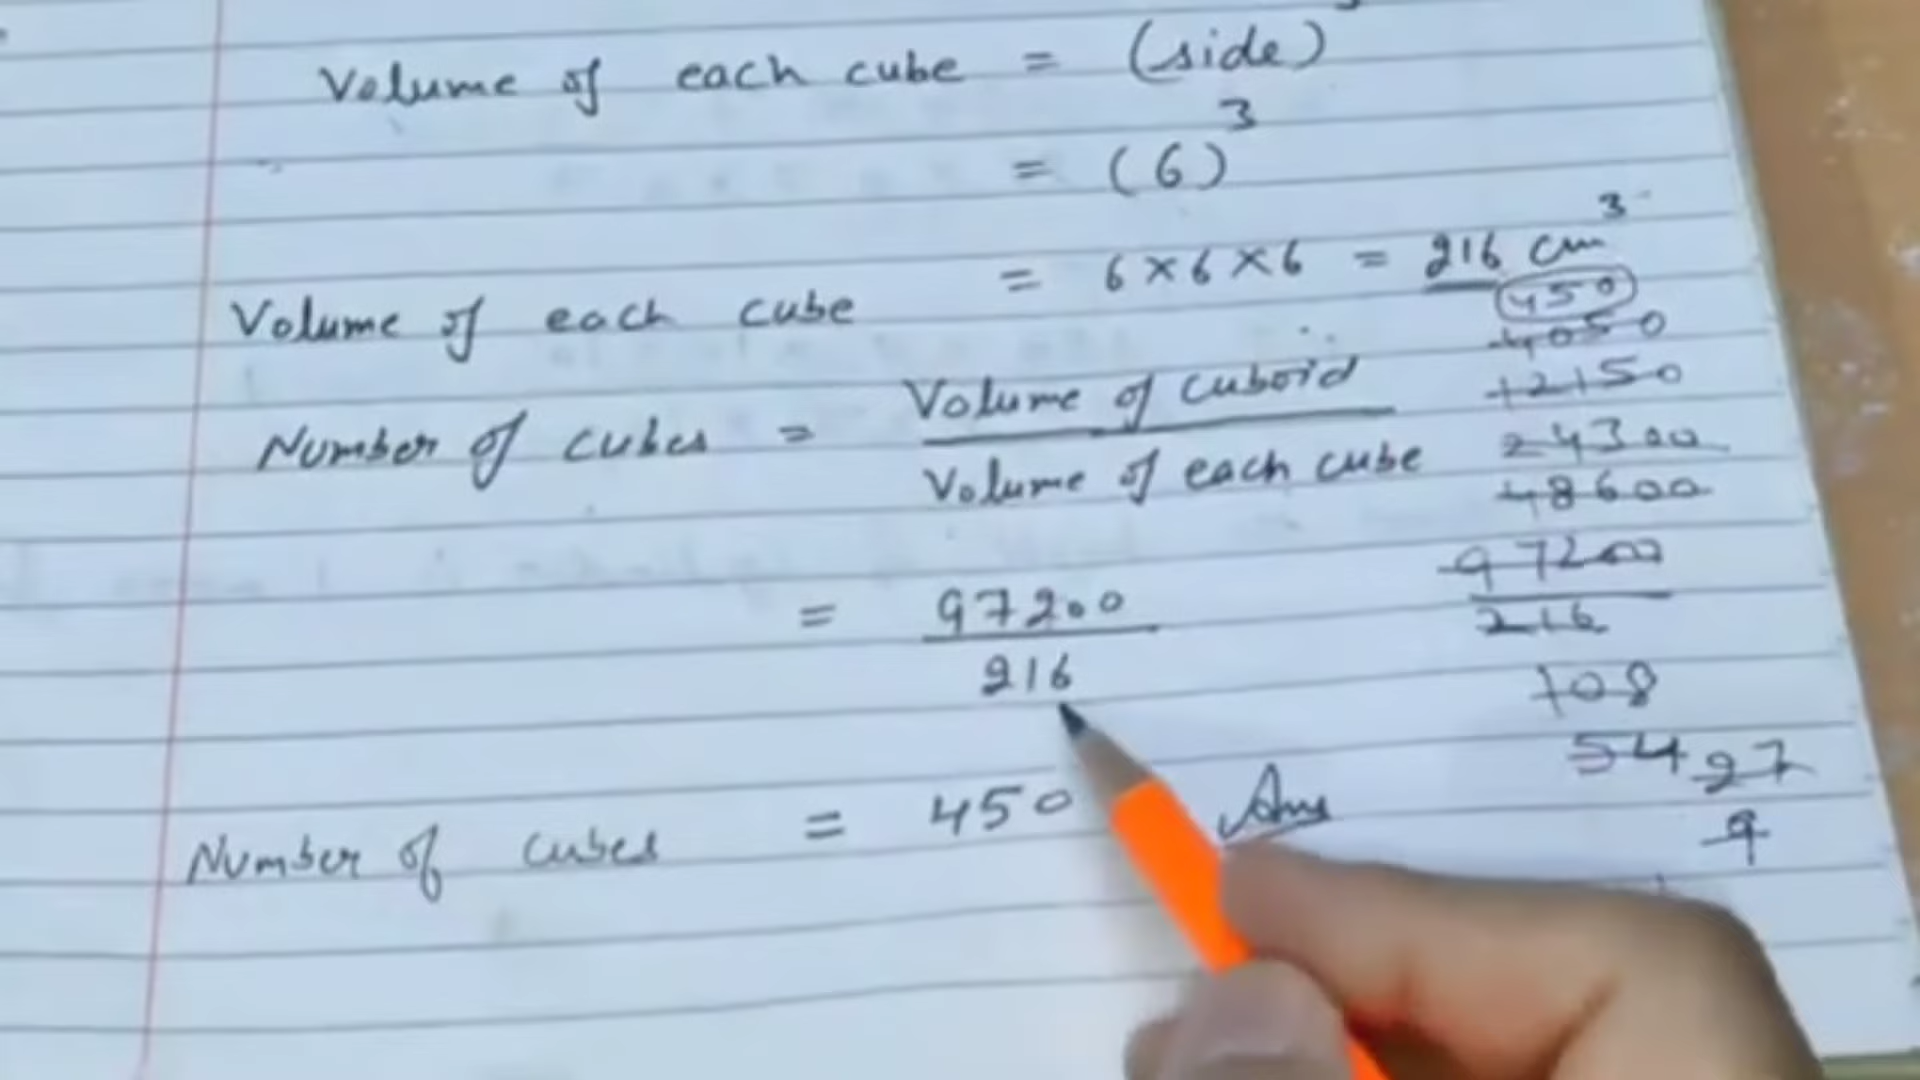 Volume of each cube = (side)³
= (6)³
= 6×6×6 = 216 cm³
Volume of each cube
Number of cubes = Volume of cuboid
Volume of each cube
= 97200
216
Number of cubes = 450 Ans
450
4050
12150
24300
48600
97200
216
108
54 27
9